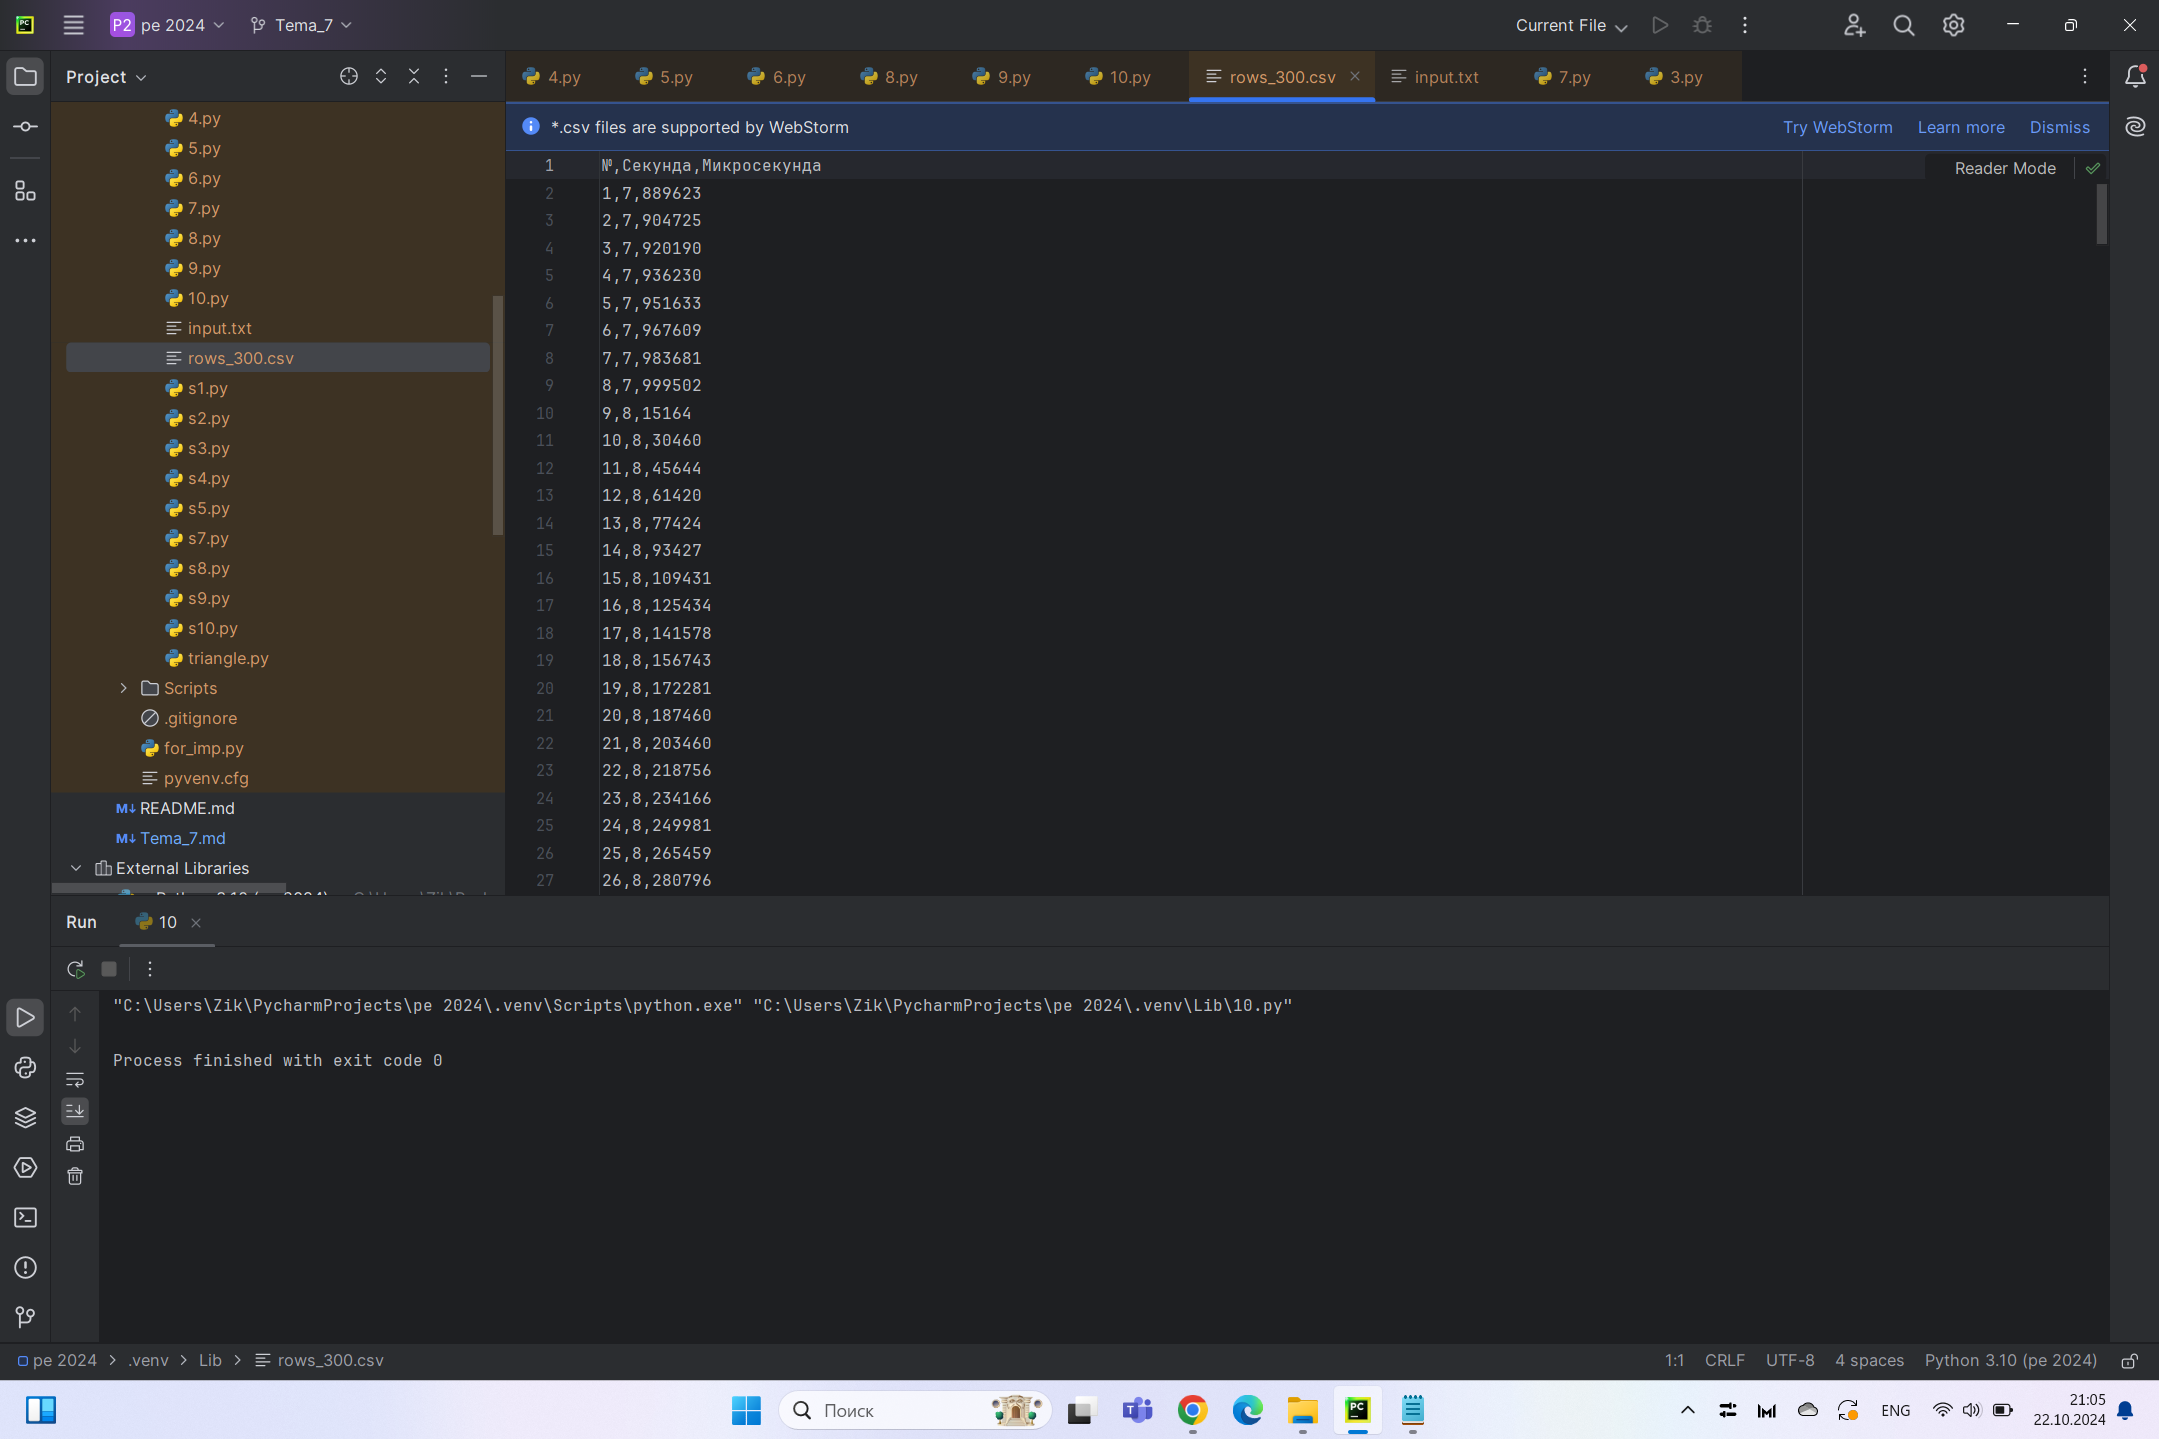 PC P2 pe 2024 Tema_7 Current File
Project
4.py 5.py 6.py 8.py 9.py 10.py rows_300.csv input.txt 7.py 3.py
*.csv files are supported by WebStorm Try WebStorm Learn more Dismiss
Reader Mode
4.py
5.py
6.py
7.py
8.py
9.py
10.py
input.txt
rows_300.csv
s1.py
s2.py
s3.py
s4.py
s5.py
s7.py
s8.py
s9.py
s10.py
triangle.py
Scripts
.gitignore
for_imp.py
pyvenv.cfg
M↓ README.md
M↓ Tema_7.md
External Libraries
1 №,Секунда,Микросекунда
2 1,7,889623
3 2,7,904725
4 3,7,920190
5 4,7,936230
6 5,7,951633
7 6,7,967609
8 7,7,983681
9 8,7,999502
10 9,8,15164
11 10,8,30460
12 11,8,45644
13 12,8,61420
14 13,8,77424
15 14,8,93427
16 15,8,109431
17 16,8,125434
18 17,8,141578
19 18,8,156743
20 19,8,172281
21 20,8,187460
22 21,8,203460
23 22,8,218756
24 23,8,234166
25 24,8,249981
26 25,8,265459
27 26,8,280796
Run 10
"C:\Users\Zik\PycharmProjects\pe 2024\.venv\Scripts\python.exe" "C:\Users\Zik\PycharmProjects\pe 2024\.venv\Lib\10.py"
Process finished with exit code 0
pe 2024 > .venv > Lib > rows_300.csv 1:1 CRLF UTF-8 4 spaces Python 3.10 (pe 2024)
Поиск ENG 21:05
22.10.2024